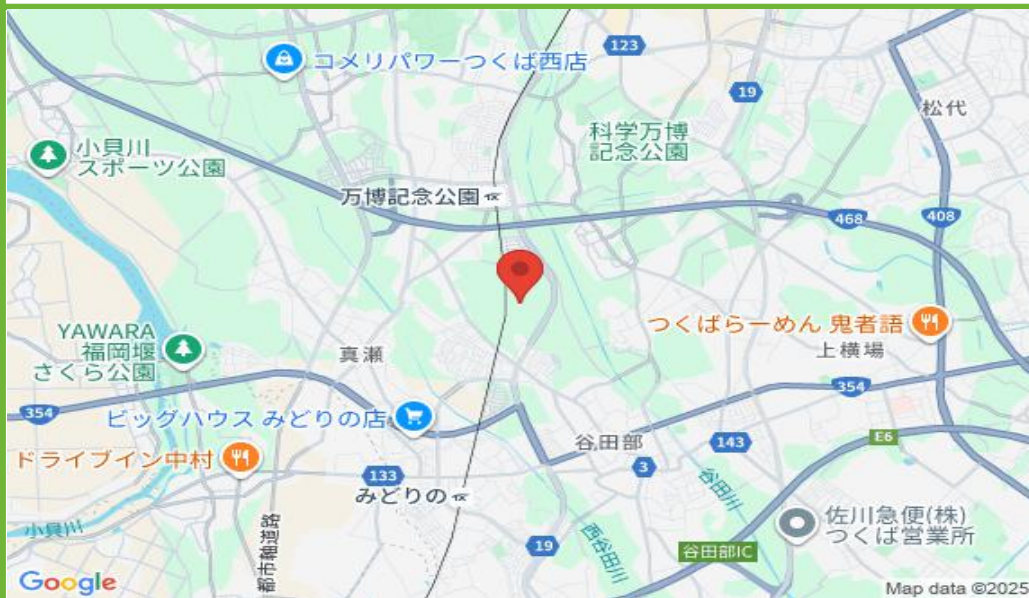 123
コメリパワーつくば西店
19
松代
科学万博
記念公園
小貝川
スポーツ公園
万博記念公園
468
408
つくばらーめん 鬼者語
上横場
YAWARA
福岡堰
さくら公園
真瀬
354
354
ビッグハウス みどりの店
谷田部
143
E6
ドライブイン中村
133
3
みどりの
谷田川
佐川急便(株)
つくば営業所
小貝川
都市軸道路
19
西谷田川
谷田部IC
Google
Map data ©2025